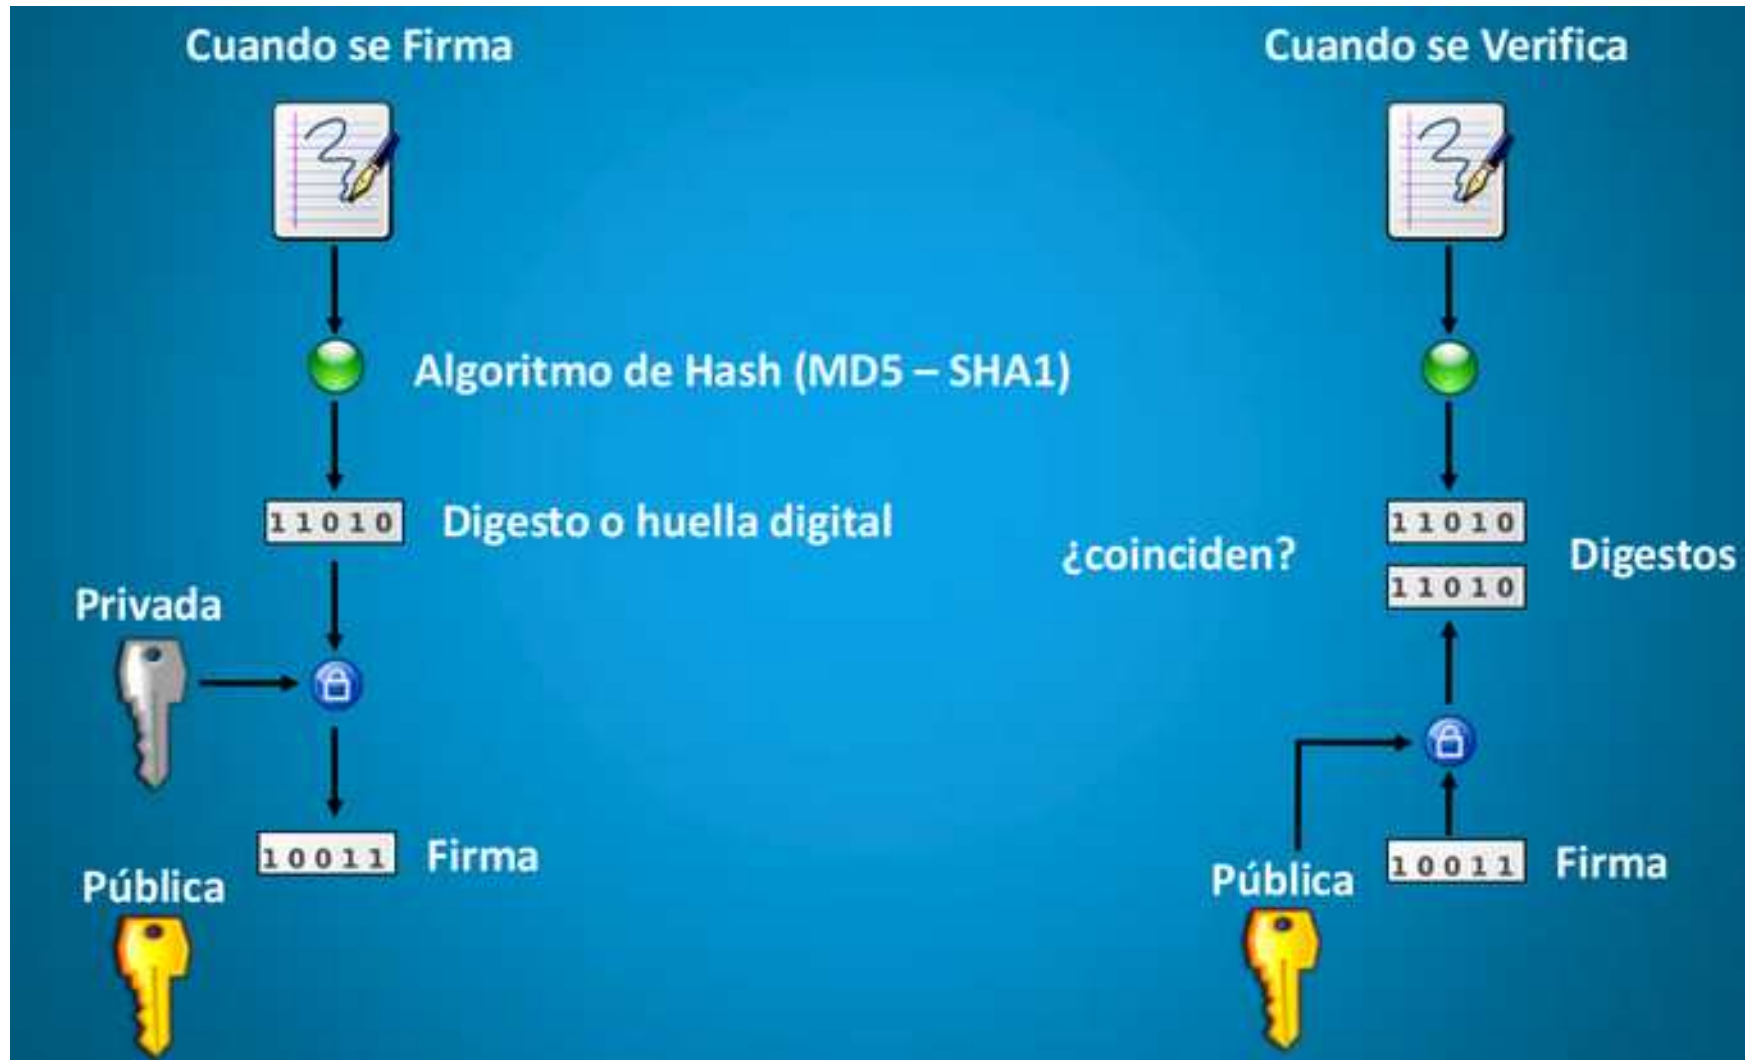 Cuando se Firma
Algoritmo de Hash (MD5 – SHA1)
11010
Digesto o huella digital
Privada
10011
Firma
Pública
Cuando se Verifica
11010
¿coinciden?
Digestos
11010
Pública
10011
Firma